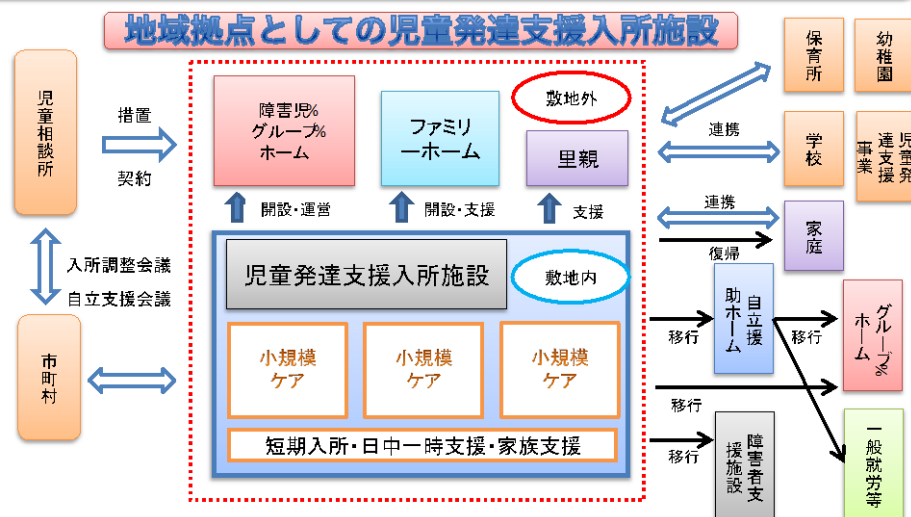 地域拠点としての児童発達支援入所施設
児童相談所
措置
契約
入所調整会議
自立支援会議
市町村
障害児%
グループ%
ホーム
ファミリ
ーホーム
敷地外
里親
開設・運営
開設・支援
支援
児童発達支援入所施設
敷地内
小規模
ケア
小規模
ケア
小規模
ケア
短期入所・日中一時支援・家族支援
保育所
幼稚園
連携
学校
児童発
達支援
事業
連携
家庭
復帰
自立援
助ホーム
移行
移行
グループ%
ホーム
移行
障害者支
援施設
移行
一般就労等